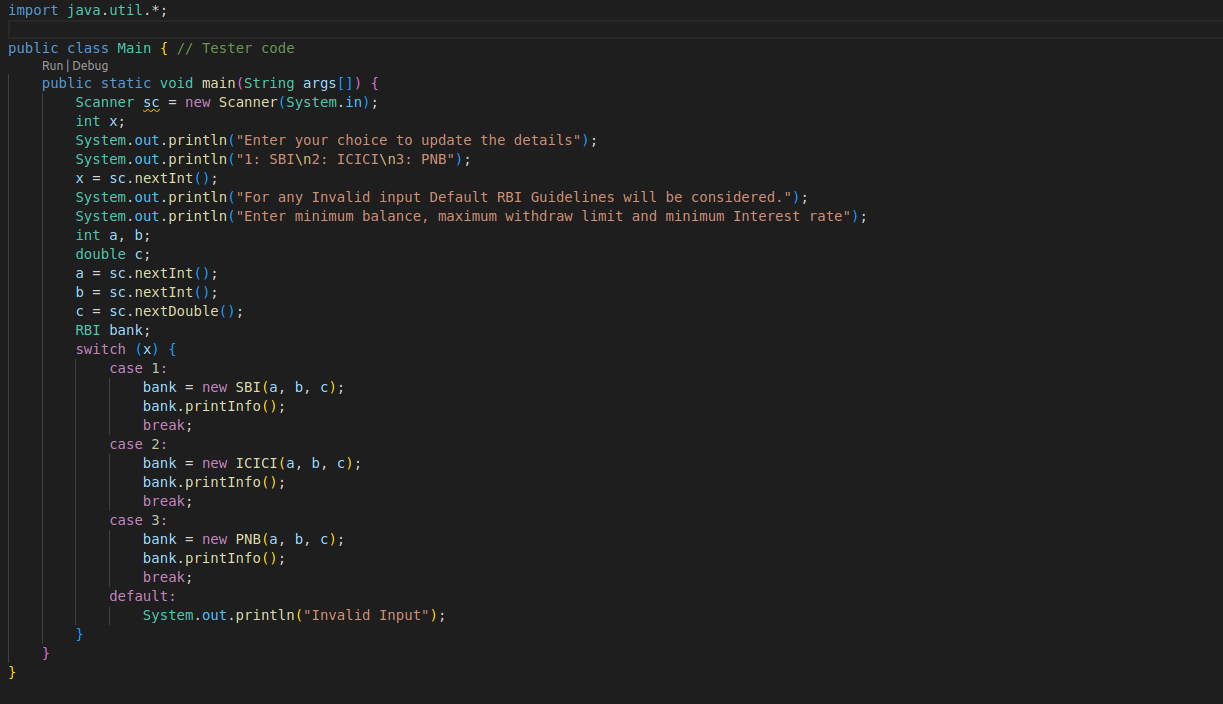 import java.util.*;
public class Main { // Tester code
Run | Debug
public static void main(String args[]) {
Scanner sc = new Scanner(System.in);
int x;
System.out.println("Enter your choice to update the details");
System.out.println("1: SBI\n2: ICICI\n3: PNB");
x = sc.nextInt();
System.out.println("For any Invalid input Default RBI Guidelines will be considered.");
System.out.println("Enter minimum balance, maximum withdraw limit and minimum Interest rate");
int a, b;
double c;
a = sc.nextInt();
b = sc.nextInt();
c = sc.nextDouble();
RBI bank;
switch (x) {
case 1:
bank = new SBI(a, b, c);
bank.printInfo();
break;
case 2:
bank = new ICICI(a, b, c);
bank.printInfo();
break;
case 3:
bank = new PNB(a, b, c);
bank.printInfo();
break;
default:
System.out.println("Invalid Input");
}
}
}